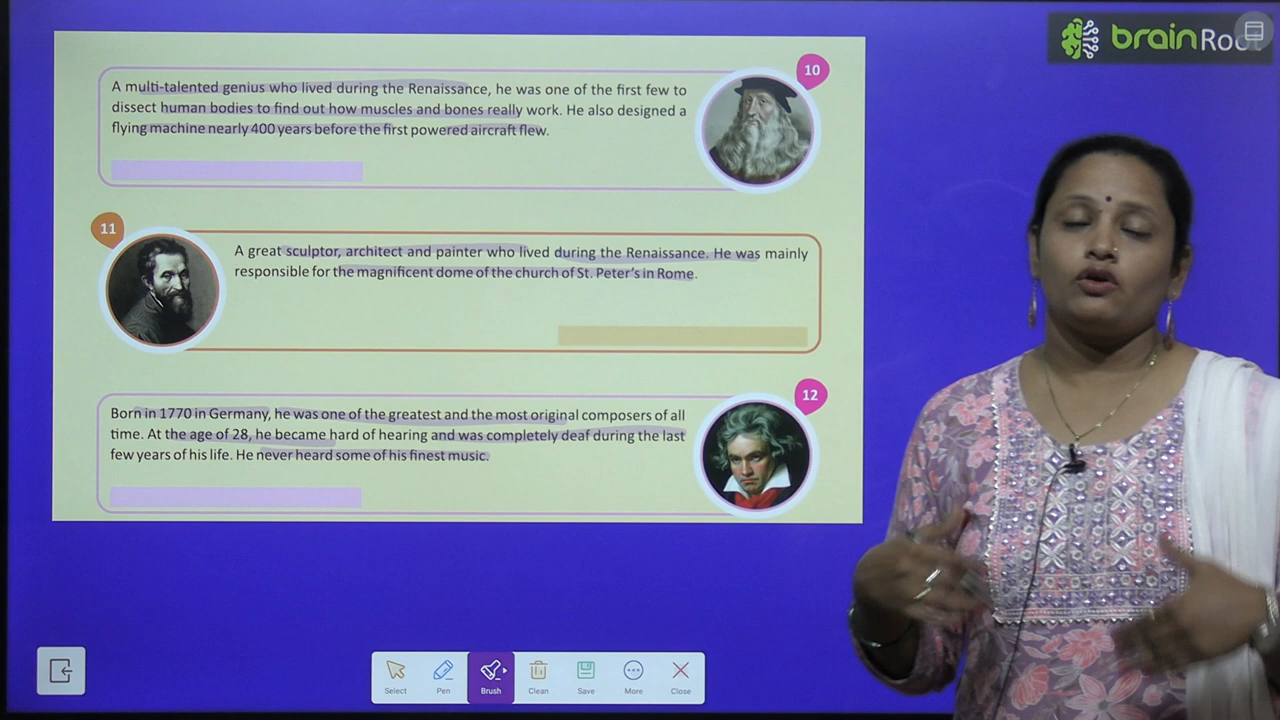 brainRoot
10
A multi-talented genius who lived during the Renaissance, he was one of the first few to
dissect human bodies to find out how muscles and bones really work. He also designed a
flying machine nearly 400 years before the first powered aircraft flew.
11
A great sculptor, architect and painter who lived during the Renaissance. He was mainly
responsible for the magnificent dome of the church of St. Peter's in Rome.
12
Born in 1770 in Germany, he was one of the greatest and the most original composers of all
time. At the age of 28, he became hard of hearing and was completely deaf during the last
few years of his life. He never heard some of his finest music.
Select Pen Brush Clean Save More Close